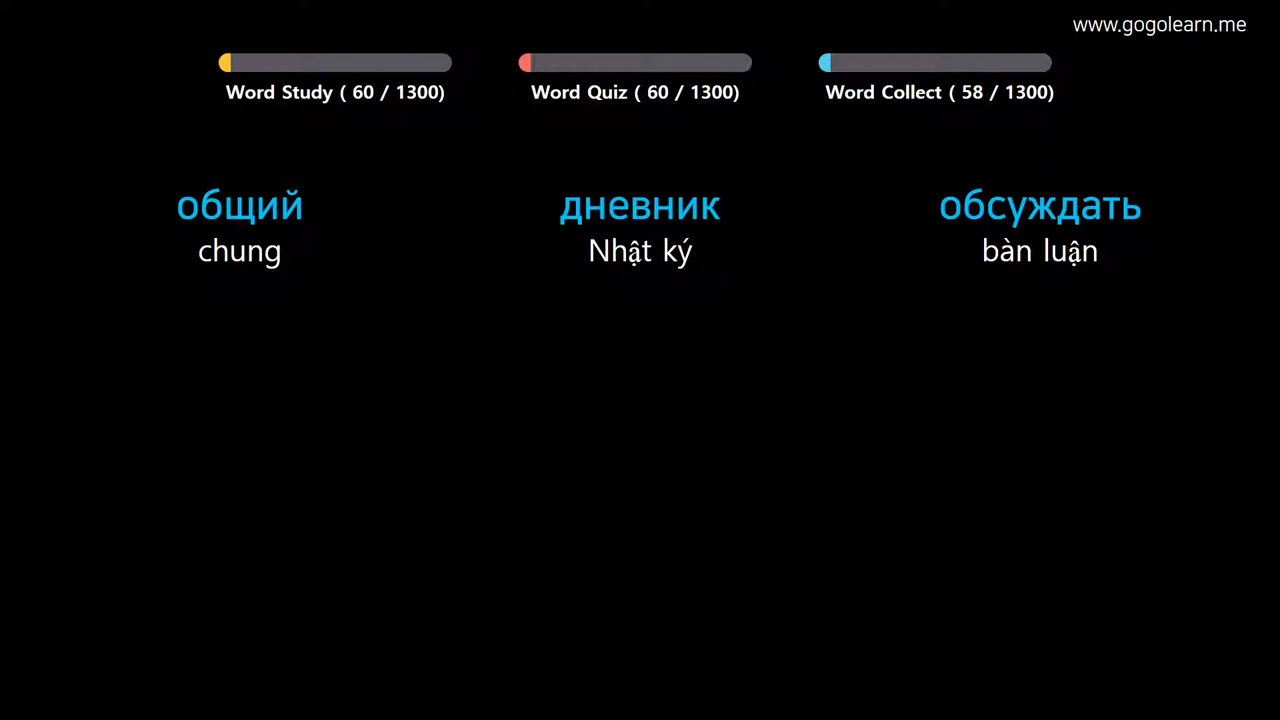 www.gogolearn.me
Word Study ( 60 / 1300)
Word Quiz ( 60 / 1300)
Word Collect ( 58 / 1300)
общий
chung
дневник
Nhật ký
обсуждать
bàn luận